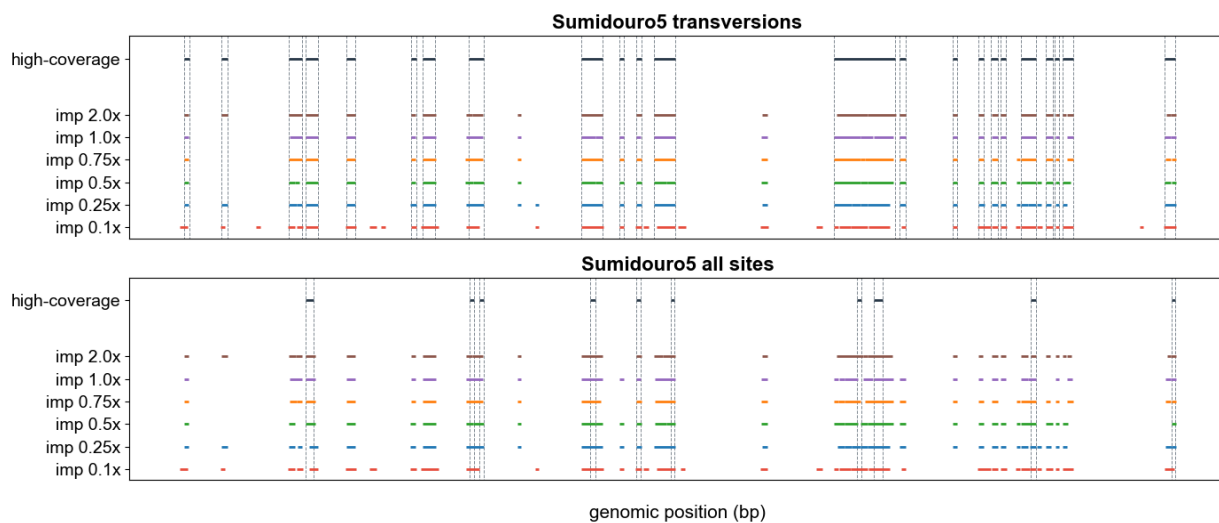 Sumidouro5 transversions
high-coverage
imp 2.0x
imp 1.0x
imp 0.75x
imp 0.5x
imp 0.25x
imp 0.1x
Sumidouro5 all sites
high-coverage
imp 2.0x
imp 1.0x
imp 0.75x
imp 0.5x
imp 0.25x
imp 0.1x
genomic position (bp)